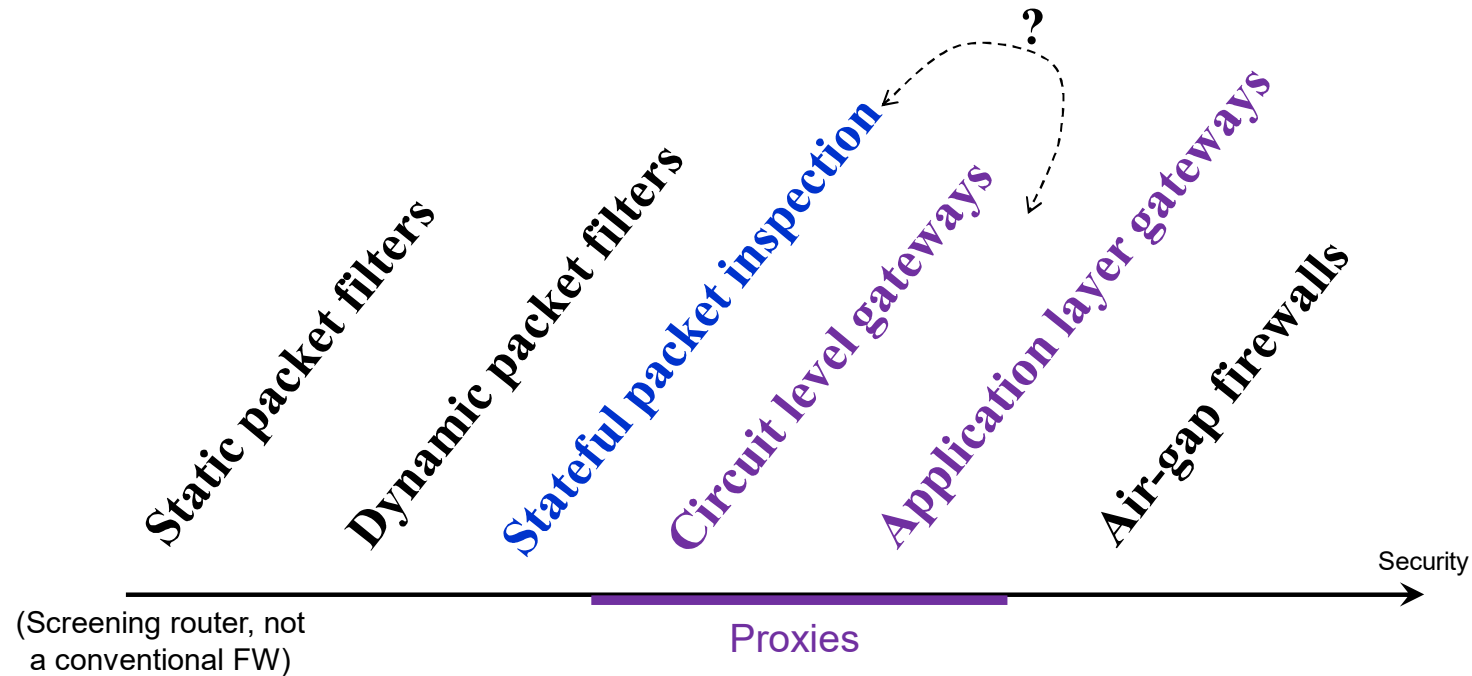 ?
Static packet filters
Dynamic packet filters
Stateful packet inspection
Circuit level gateways
Application layer gateways
Air-gap firewalls
Security
(Screening router, not
a conventional FW)
Proxies